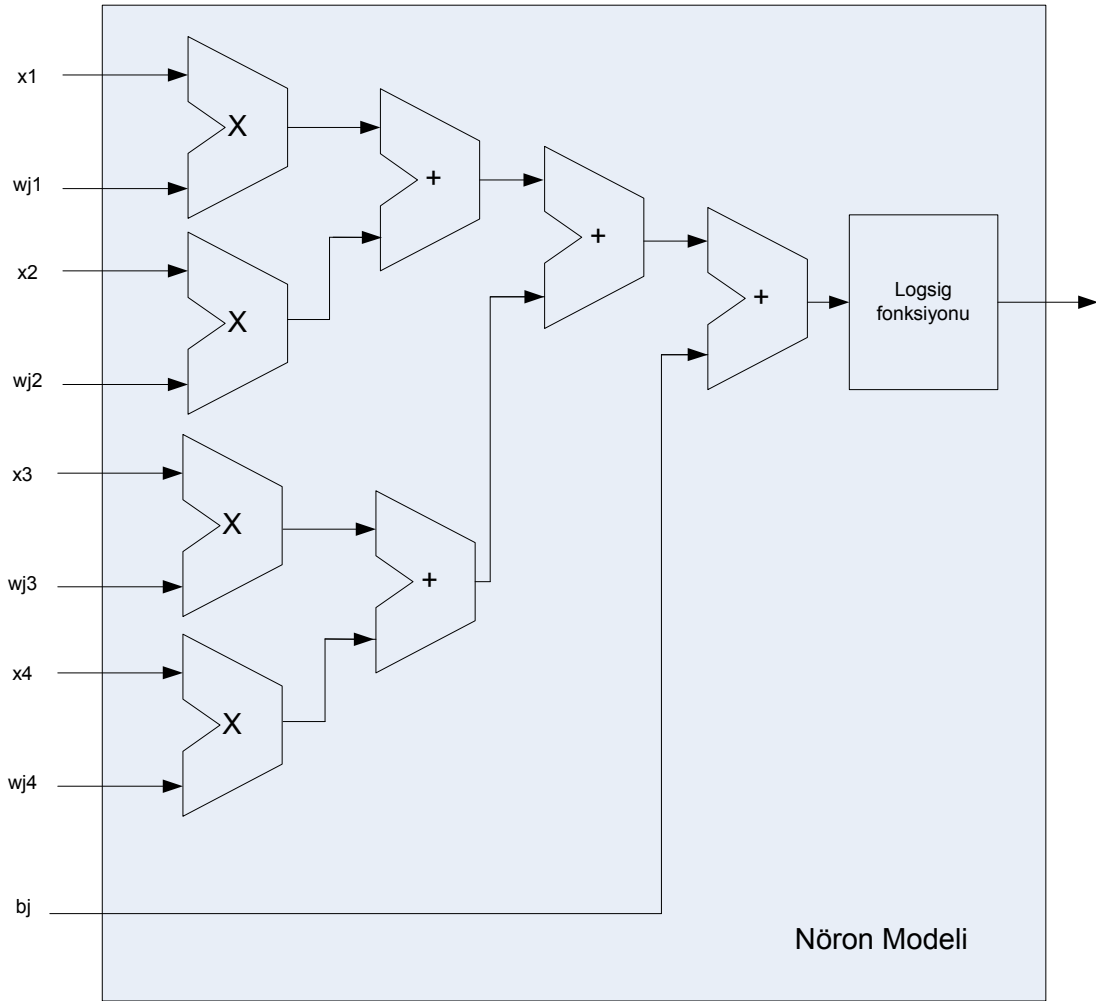 x1
X
wj1
+
+
x2
X
+
Logsig
fonksiyonu
wj2
x3
X
wj3
+
x4
X
wj4
bj
Nöron Modeli